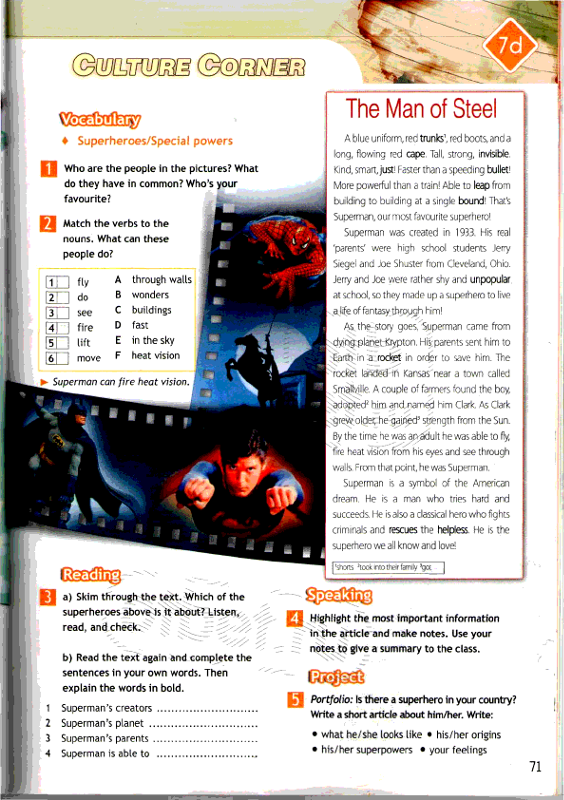 7d
CULTURE CORNER
Vocabulary
♦ Superheroes/Special powers
1 Who are the people in the pictures? What
do they have in common? Who's your
favourite?
2 Match the verbs to the
nouns. What can these
people do?
1 fly A through walls
2 do B wonders
3 see C buildings
4 fire D fast
5 lift E in the sky
6 move F heat vision
► Superman can fire heat vision.
The Man of Steel
A blue uniform, red trunks¹, red boots, and a
long, flowing red cape. Tall, strong, invisible.
Kind, smart, just! Faster than a speeding bullet!
More powerful than a train! Able to leap from
building to building at a single bound! That's
Superman, our most favourite superhero!
Superman was created in 1933. His real
'parents' were high school students Jerry
Siegel and Joe Shuster from Cleveland, Ohio.
Jerry and Joe were rather shy and unpopular
at school, so they made up a superhero to live
a life of fantasy through him!
As the story goes, Superman came from
dying planet Krypton. His parents sent him to
Earth in a rocket in order to save him. The
rocket landed in Kansas near a town called
Smallville. A couple of farmers found the boy,
adopted² him and named him Clark. As Clark
grew older, he gained³ strength from the Sun.
By the time he was an adult he was able to fly,
fire heat vision from his eyes and see through
walls. From that point, he was Superman.
Superman is a symbol of the American
dream. He is a man who tries hard and
succeeds. He is also a classical hero who fights
criminals and rescues the helpless. He is the
superhero we all know and love!
¹shorts ²took into their family ³got
Reading
3 a) Skim through the text. Which of the
superheroes above is it about? Listen,
read, and check.
b) Read the text again and complete the
sentences in your own words. Then
explain the words in bold.
1 Superman's creators ............................
2 Superman's planet ..............................
3 Superman's parents .............................
4 Superman is able to ............................
Speaking
4 Highlight the most important information
in the article and make notes. Use your
notes to give a summary to the class.
Project
5 Portfolio: Is there a superhero in your country?
Write a short article about him/her. Write:
• what he/she looks like • his/her origins
• his/her superpowers • your feelings
71